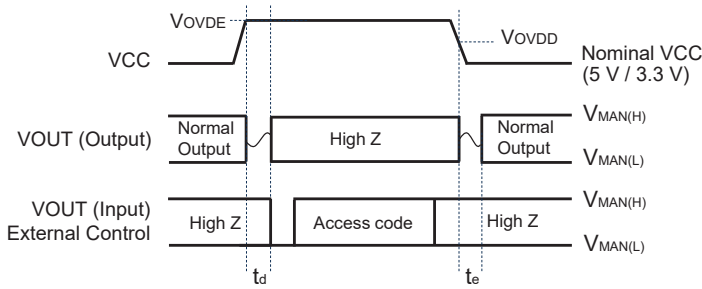 VOVDE
VCC
VOVDD
Nominal VCC
(5 V / 3.3 V)
VOUT (Output)
Normal
Output
High Z
Normal
Output
VMAN(H)
VMAN(L)
VOUT (Input)
External Control
High Z
Access code
High Z
VMAN(H)
VMAN(L)
td
te